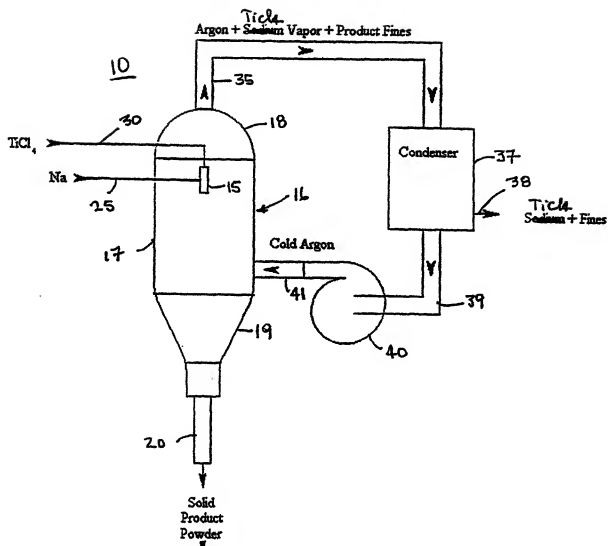 TiCl₄
Argon + Sodium Vapor + Product Fines
10
35
18
30
TiCl₄
Condenser
37
Na
15
25
16
38
TiCl₄
Sodium + Fines
17
Cold Argon
41
39
19
40
20
Solid
Product
Powder